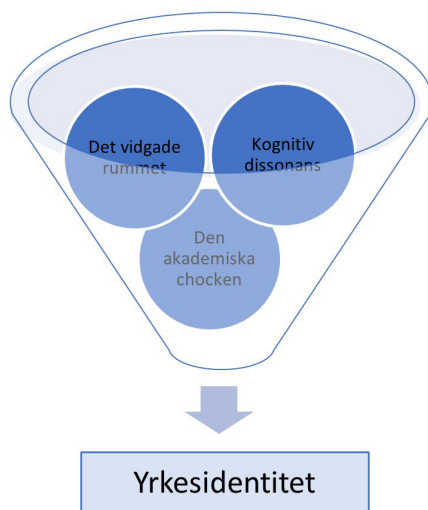 Det vidgade
rummet
Kognitiv
dissonans
Den
akademiska
chocken
Yrkesidentitet